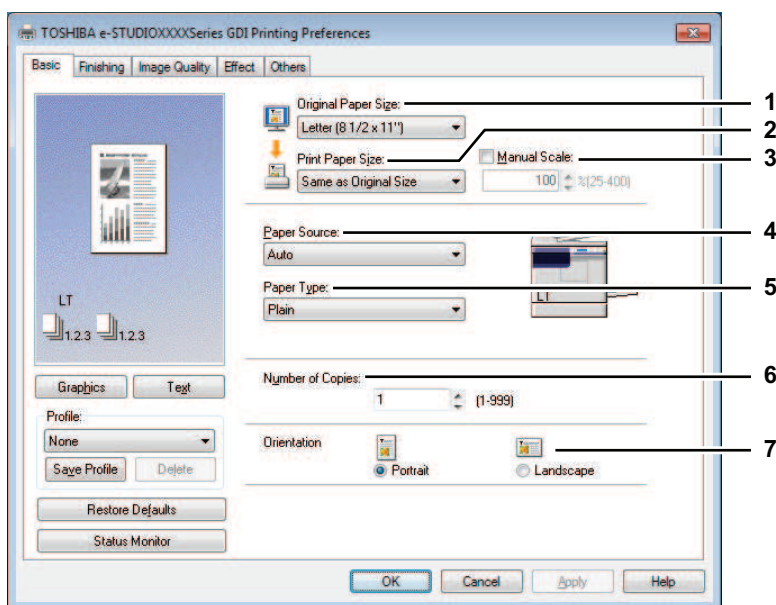 TOSHIBA e-STUDIOXXXXSeries GDI Printing Preferences
Basic Finishing Image Quality Effect Others
Original Paper Size: 1
Letter (8 1/2 x 11") 2
Print Paper Size: Manual Scale: 3
Same as Original Size 100 %(25-400)
Paper Source: 4
Auto
Paper Type: 5
Plain
LT
LT
1.2.3 1.2.3
Graphics Text
Number of Copies: 6
1 (1-999)
Profile:
None
Save Profile Delete
Orientation 7
Portrait Landscape
Restore Defaults
Status Monitor
OK Cancel Apply Help